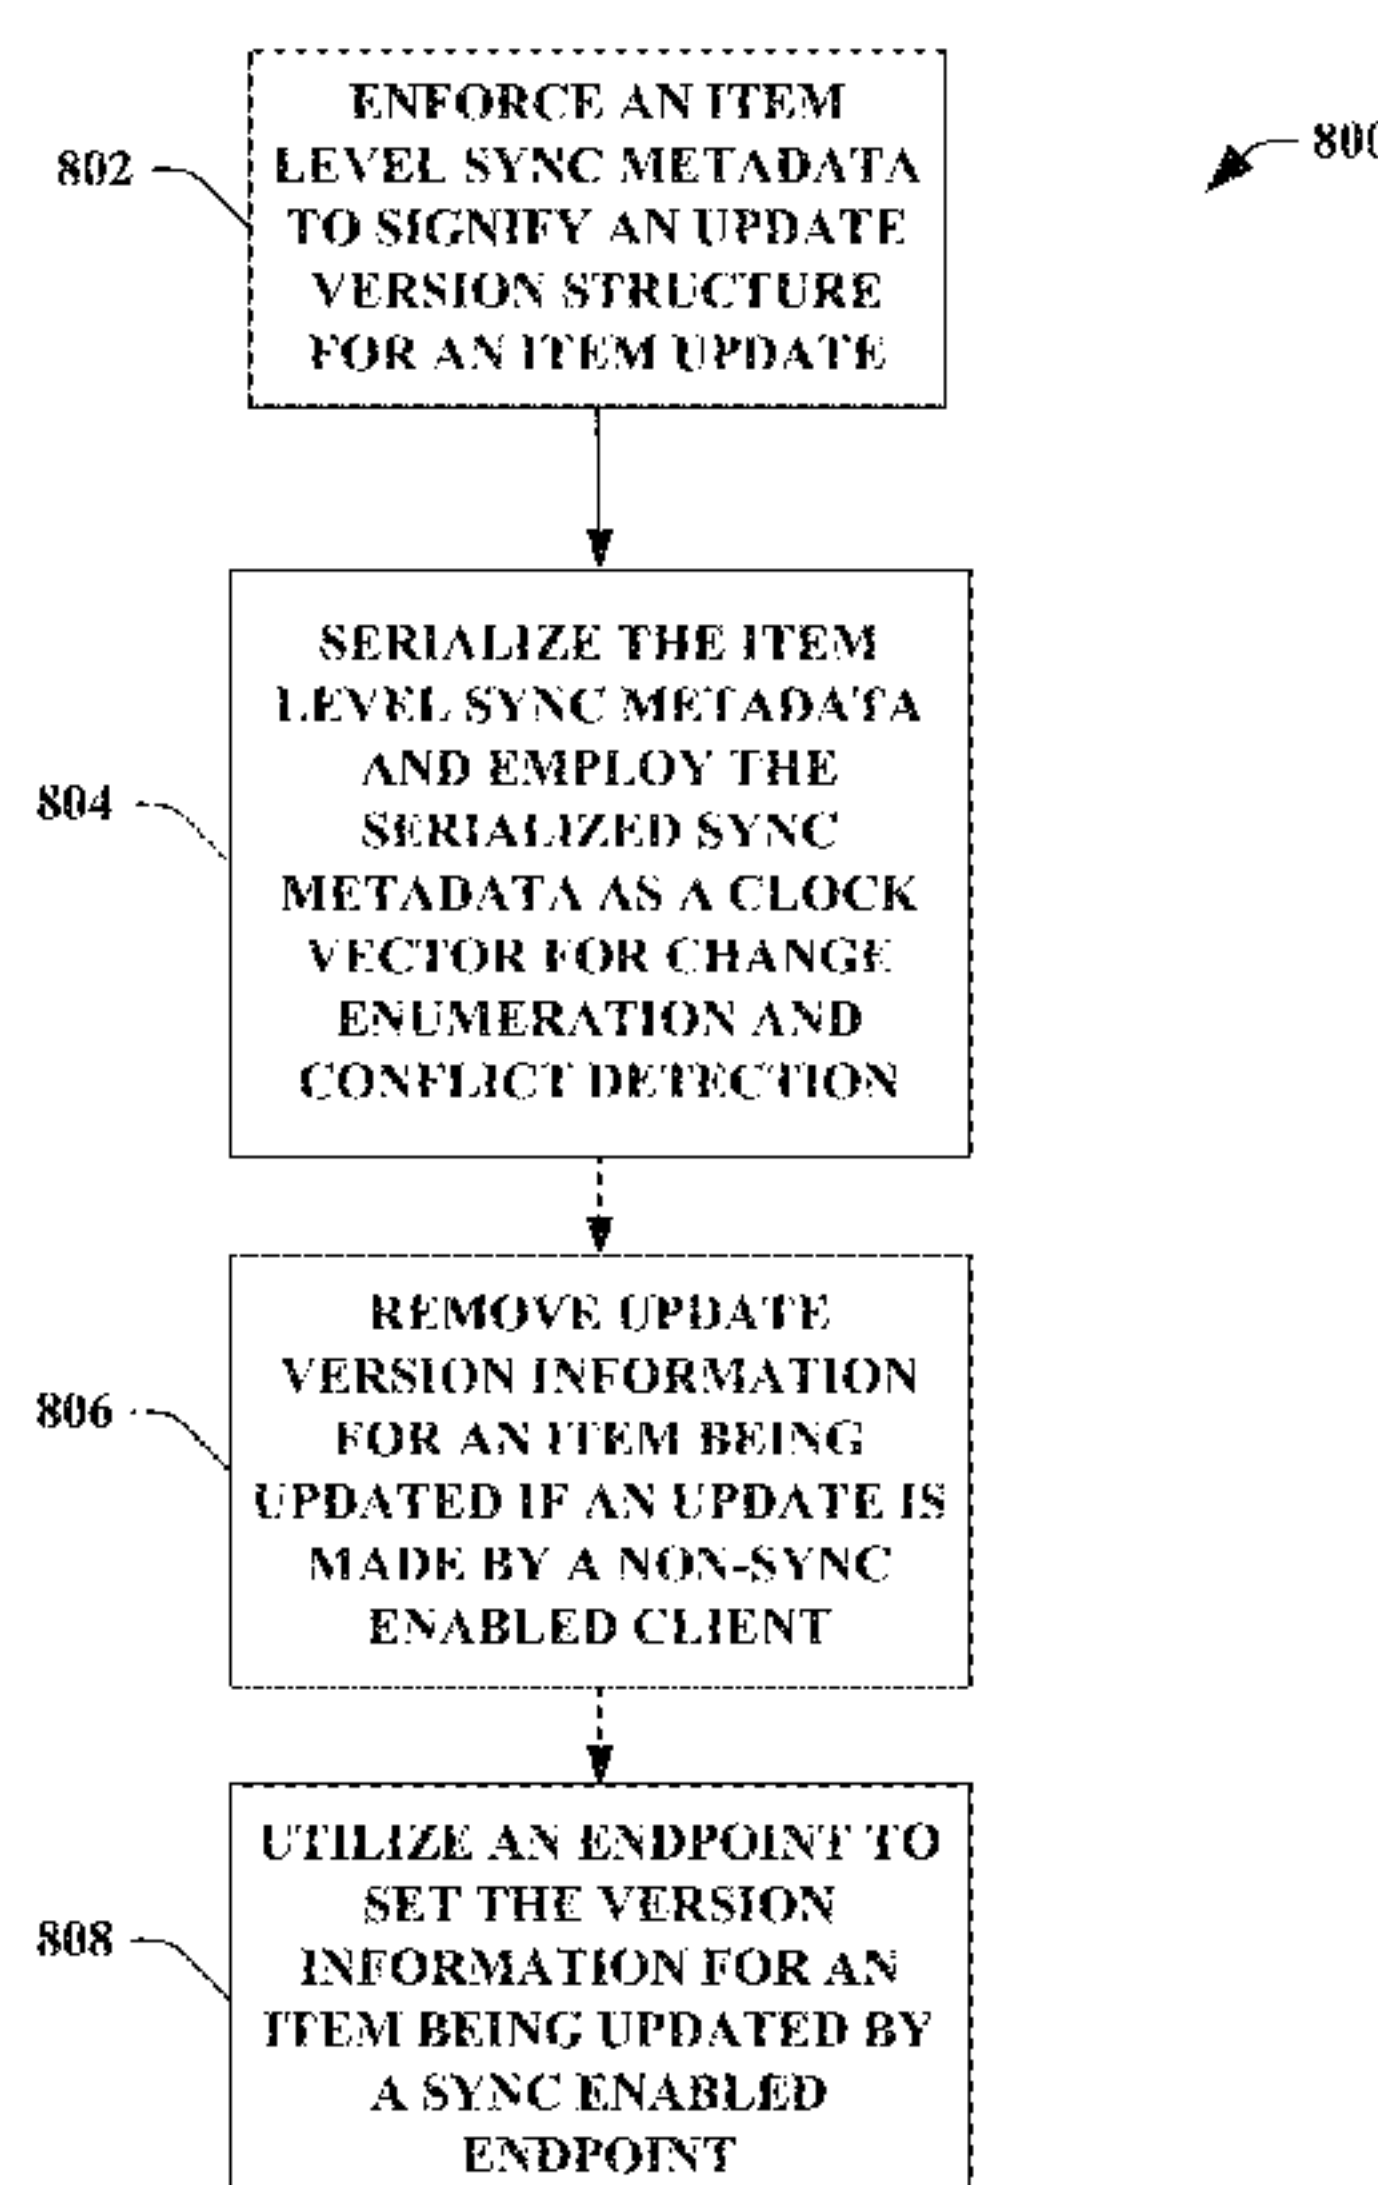 800
802
ENFORCE AN ITEM
LEVEL SYNC METADATA
TO SIGNIFY AN UPDATE
VERSION STRUCTURE
FOR AN ITEM UPDATE
804
SERIALIZE THE ITEM
LEVEL SYNC METADATA
AND EMPLOY THE
SERIALIZED SYNC
METADATA AS A CLOCK
VECTOR FOR CHANGE
ENUMERATION AND
CONFLICT DETECTION
806
REMOVE UPDATE
VERSION INFORMATION
FOR AN ITEM BEING
UPDATED IF AN UPDATE IS
MADE BY A NON-SYNC
ENABLED CLIENT
808
UTILIZE AN ENDPOINT TO
SET THE VERSION
INFORMATION FOR AN
ITEM BEING UPDATED BY
A SYNC ENABLED
ENDPOINT